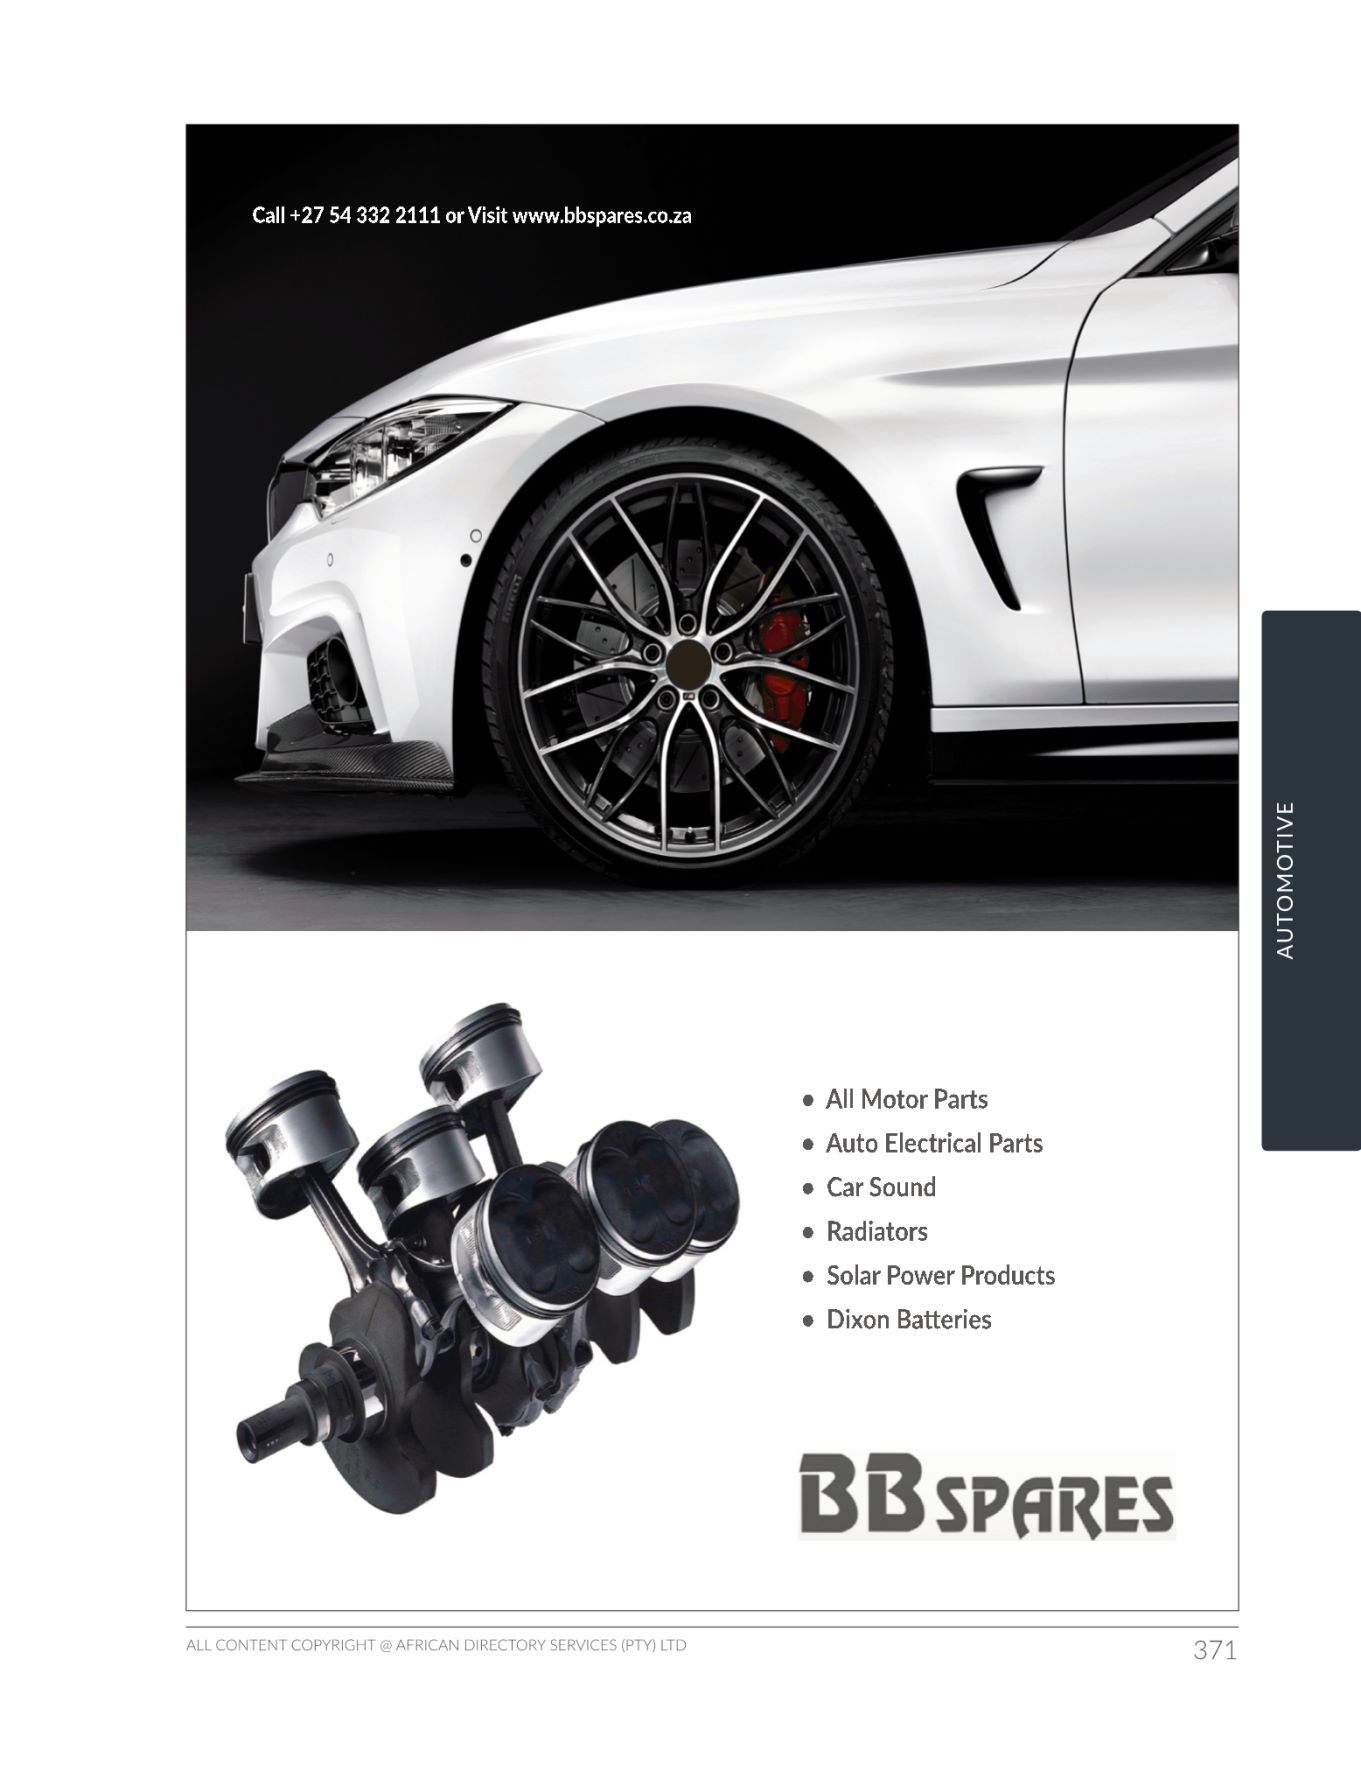 Call +27 54 332 2111 or Visit www.bbspares.co.za
AUTOMOTIVE
• All Motor Parts
• Auto Electrical Parts
• Car Sound
• Radiators
• Solar Power Products
• Dixon Batteries
BB SPARES
ALL CONTENT COPYRIGHT @ AFRICAN DIRECTORY SERVICES (PTY) LTD
371